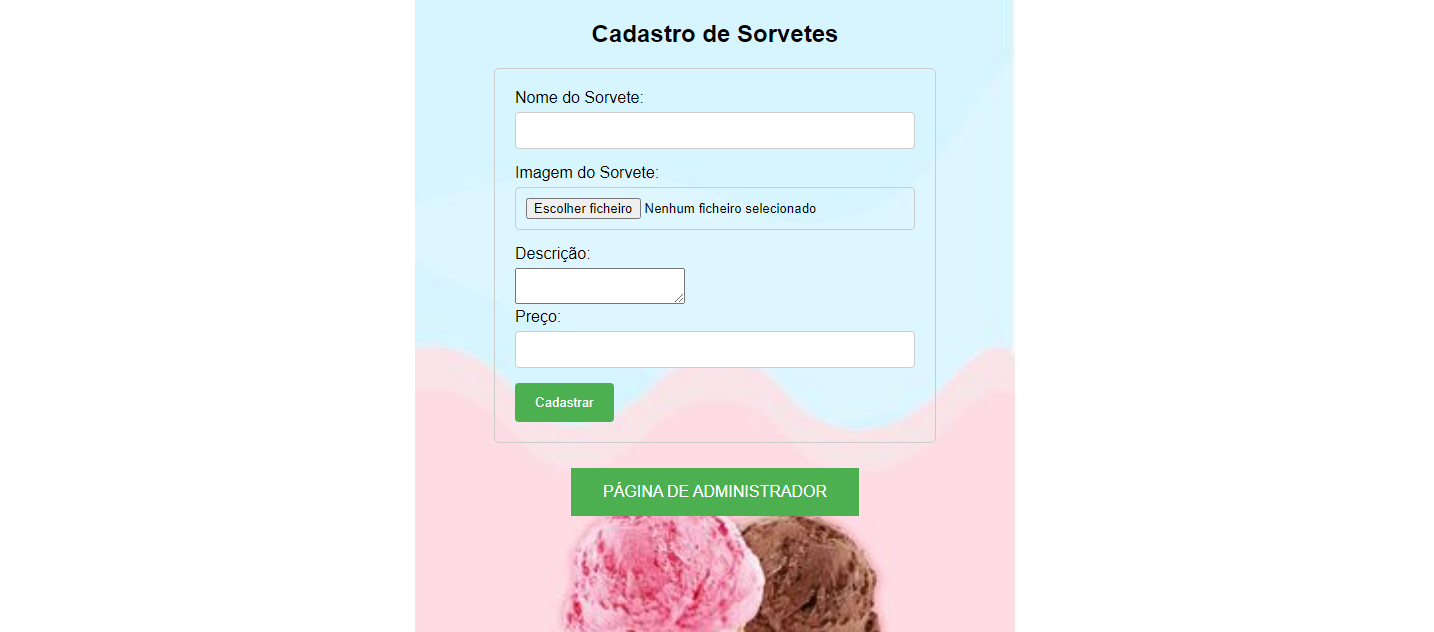 Cadastro de Sorvetes
Nome do Sorvete:
Imagem do Sorvete:
Escolher ficheiro Nenhum ficheiro selecionado
Descrição:
Preço:
Cadastrar
PÁGINA DE ADMINISTRADOR